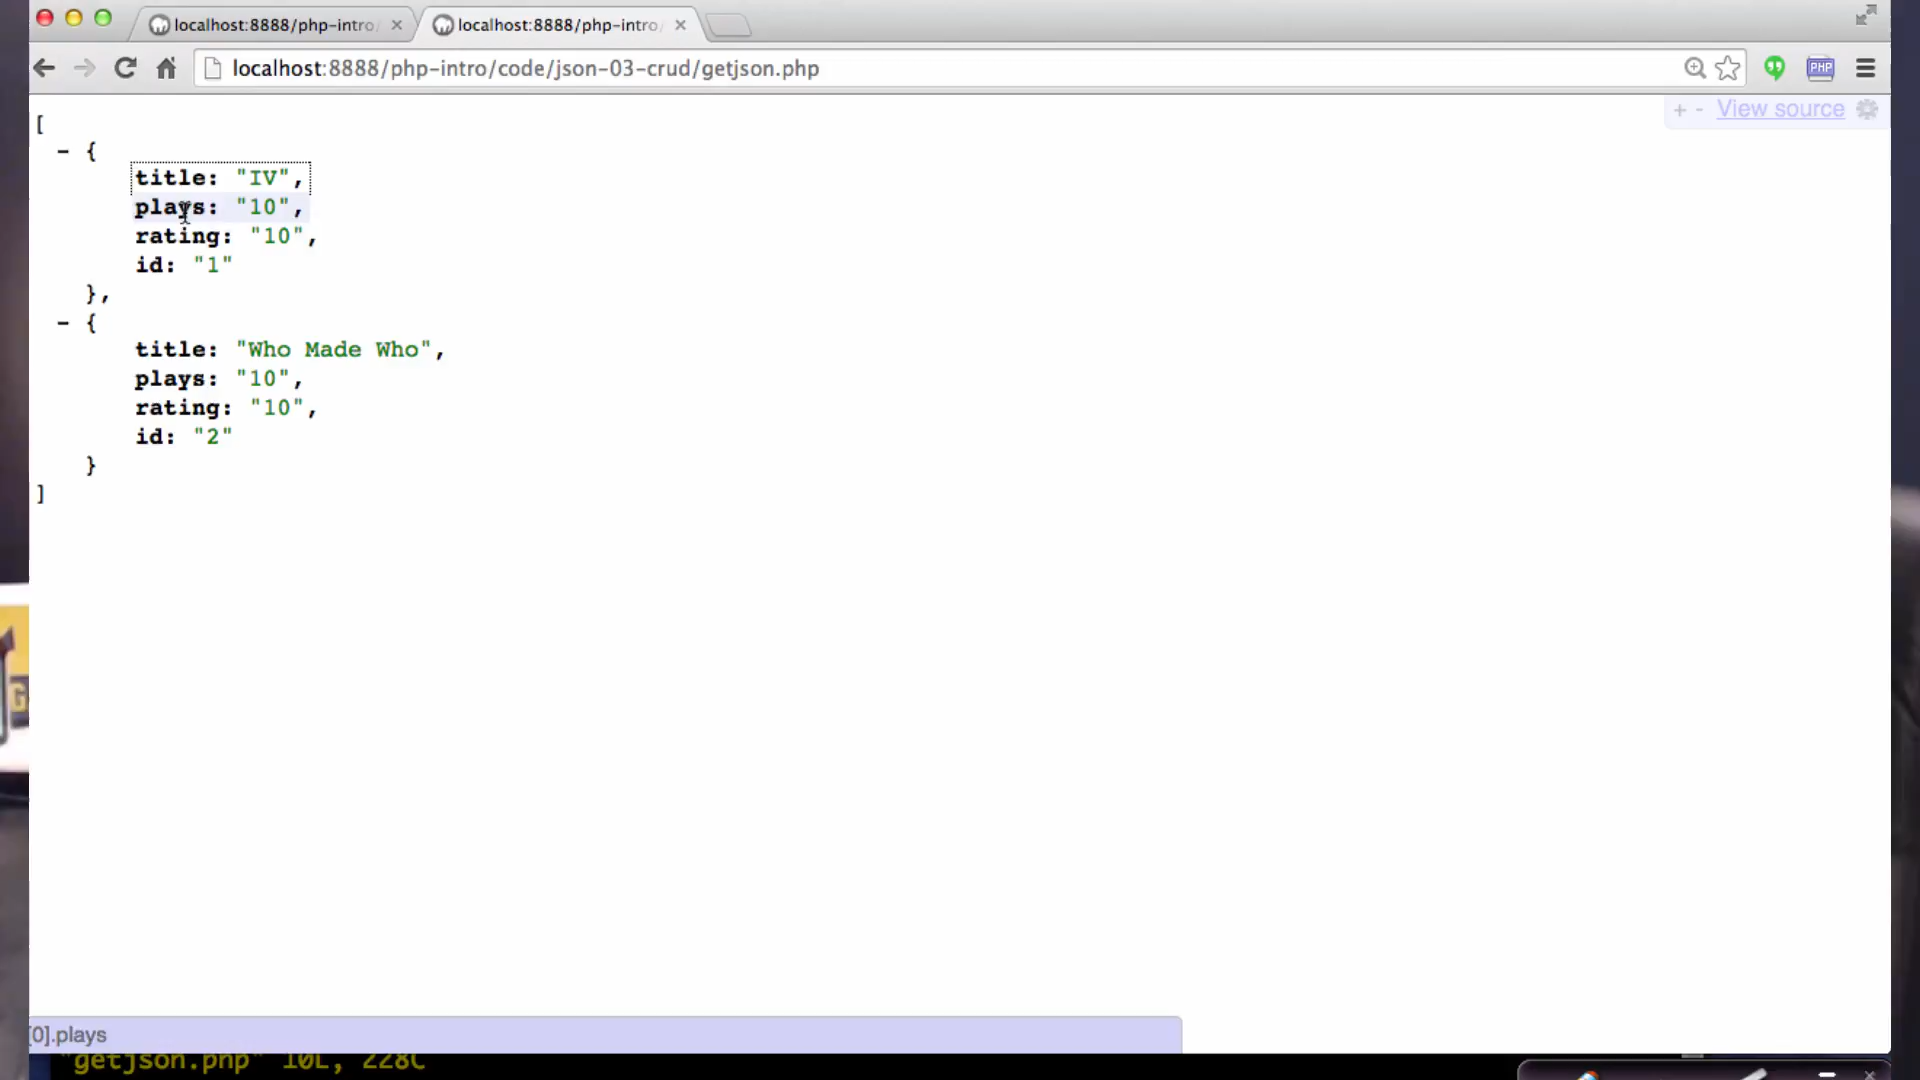 localhost:8888/php-intro/
localhost:8888/php-intro/
localhost:8888/php-intro/code/json-03-crud/getjson.php
PHP
+ - View source
[
- {
title: "IV",
plays: "10",
rating: "10",
id: "1"
},
- {
title: "Who Made Who",
plays: "10",
rating: "10",
id: "2"
}
]
[0].plays
"getjson.php" 10L, 228C